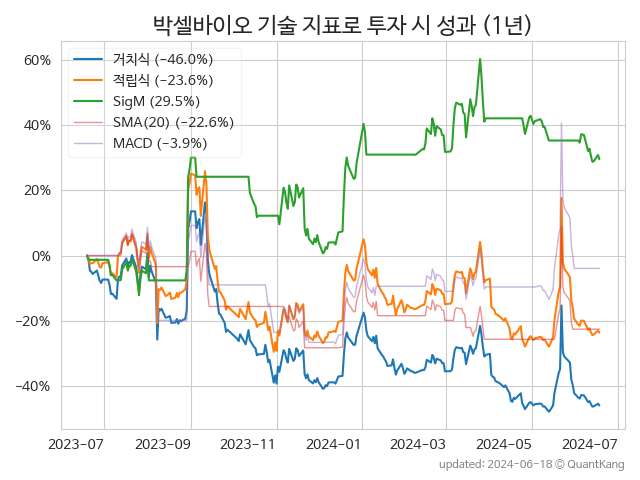 박셀바이오 기술 지표로 투자 시 성과 (1년)
60%
40%
20%
0%
−20%
−40%
거치식 (−46.0%)
적립식 (−23.6%)
SigM (29.5%)
SMA(20) (−22.6%)
MACD (−3.9%)
2023−07
2023−09
2023−11
2024−01
2024−03
2024−05
2024−07
updated: 2024−06−18 © QuantKang